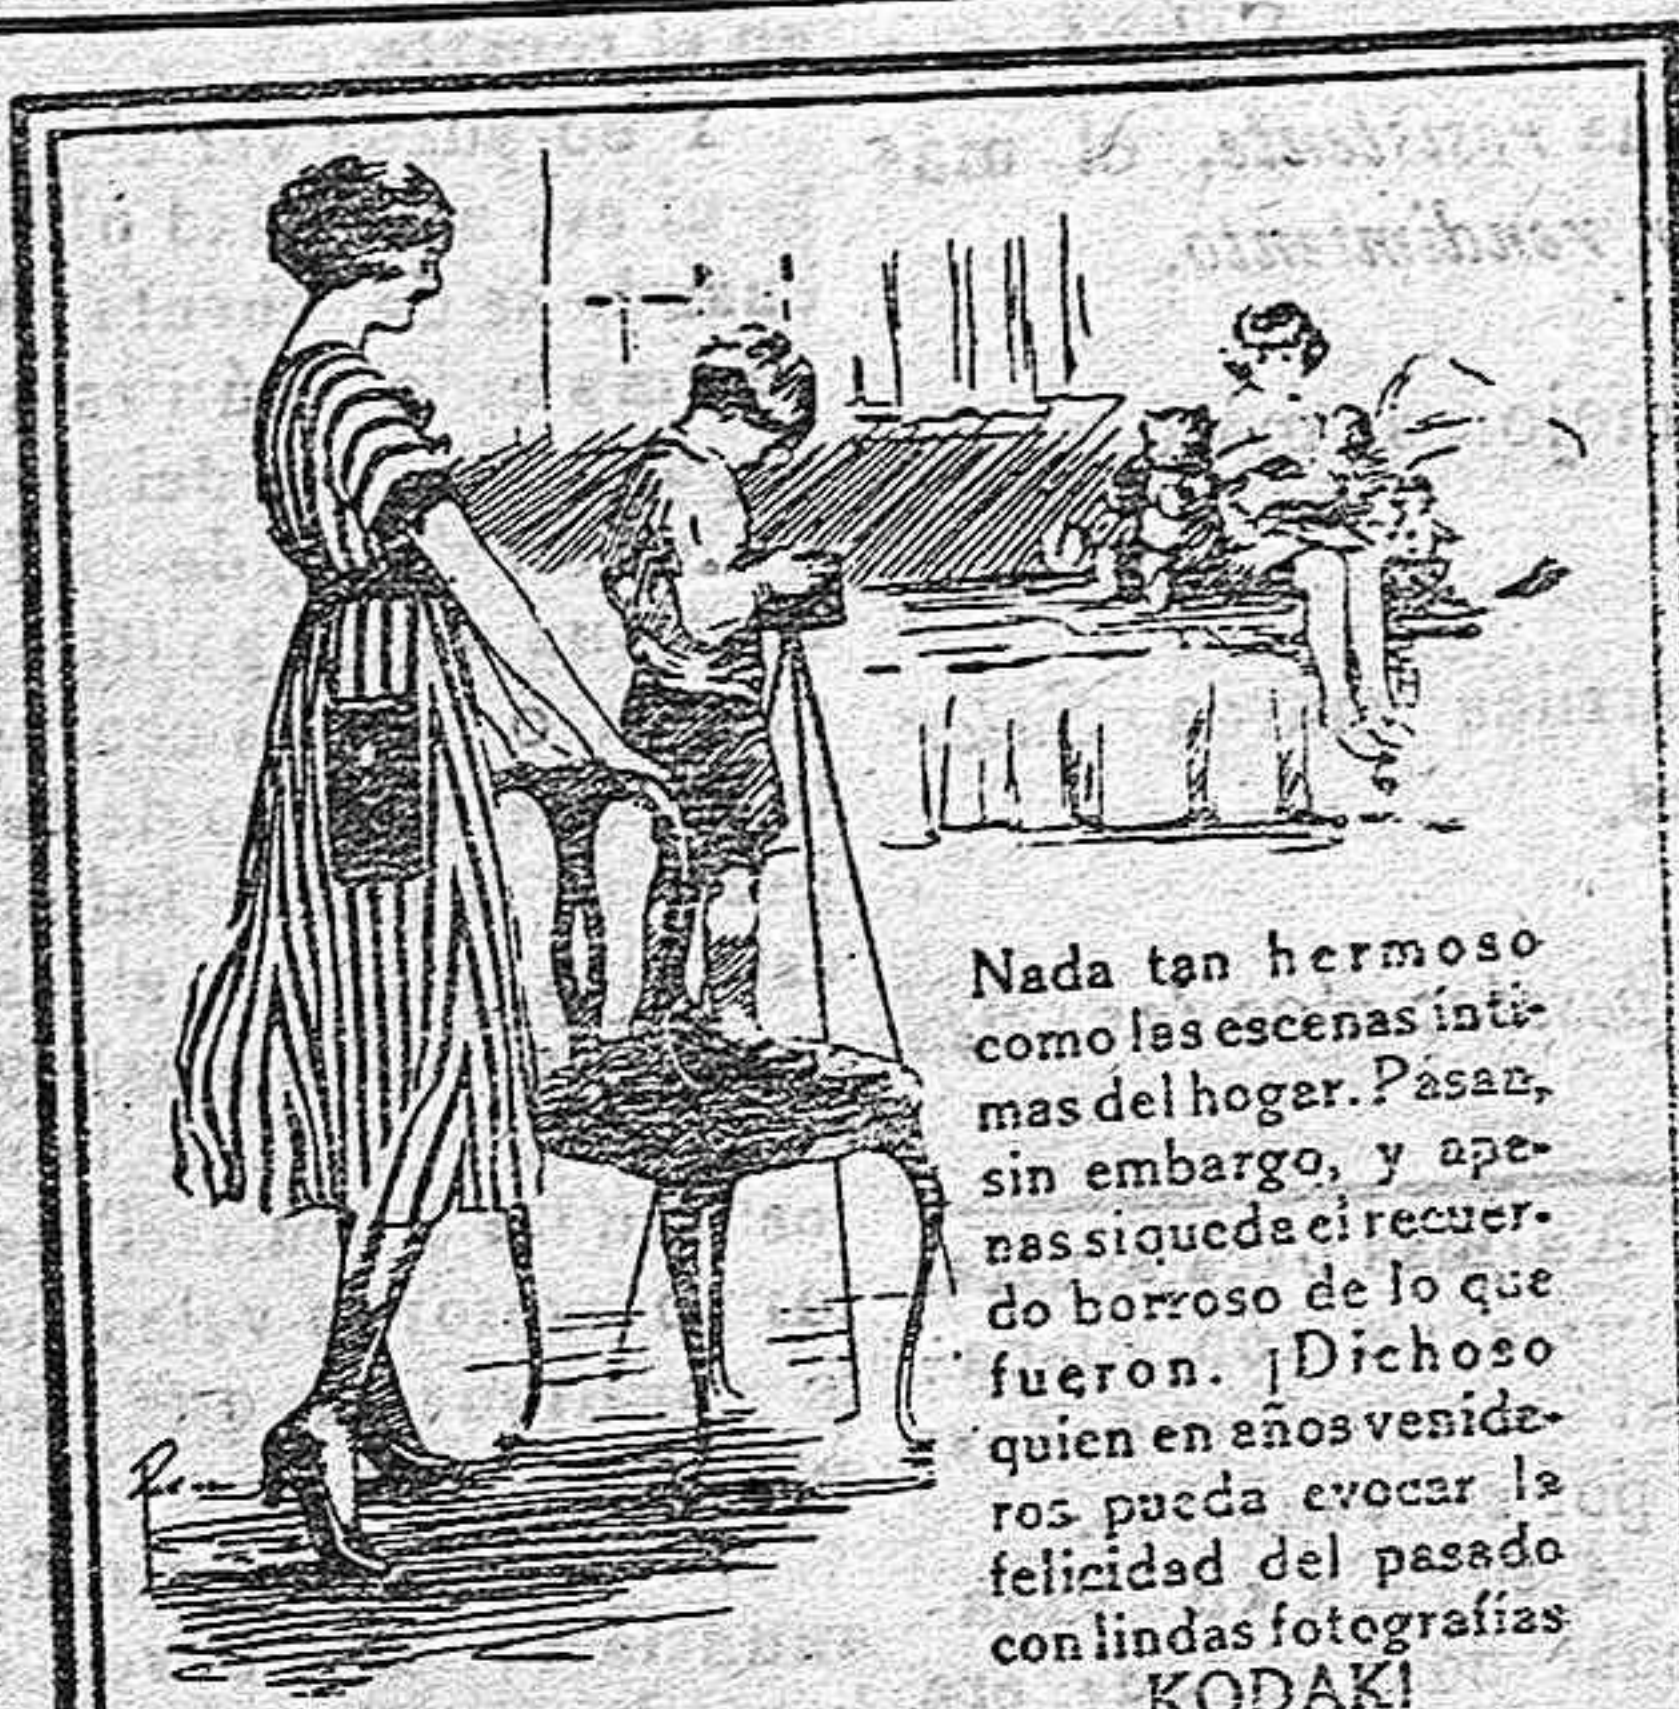 Nada tan hermoso
como las escenas ínti-
mas del hogar. Pasan,
sin embargo, y ape-
nas si queda el recuer-
do borroso de lo que
fueron. ¡Dichoso
quien en años venide-
ros pueda evocar la
felicidad del pasado
con lindas fotografías
KODAK!